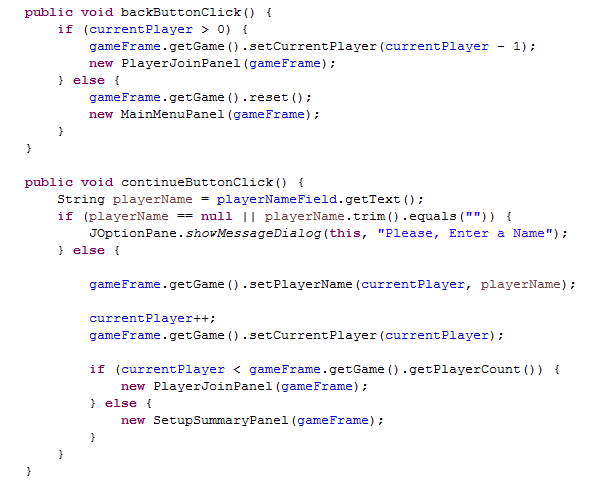 public void backButtonClick() {
if (currentPlayer > 0) {
gameFrame.getGame().setCurrentPlayer(currentPlayer - 1);
new PlayerJoinPanel(gameFrame);
} else {
gameFrame.getGame().reset();
new MainMenuPanel(gameFrame);
}
}
public void continueButtonClick() {
String playerName = playerNameField.getText();
if (playerName == null || playerName.trim().equals("")) {
JOptionPane.showMessageDialog(this, "Please, Enter a Name");
} else {
gameFrame.getGame().setPlayerName(currentPlayer, playerName);
currentPlayer++;
gameFrame.getGame().setCurrentPlayer(currentPlayer);
if (currentPlayer < gameFrame.getGame().getPlayerCount()) {
new PlayerJoinPanel(gameFrame);
} else {
new SetupSummaryPanel(gameFrame);
}
}
}